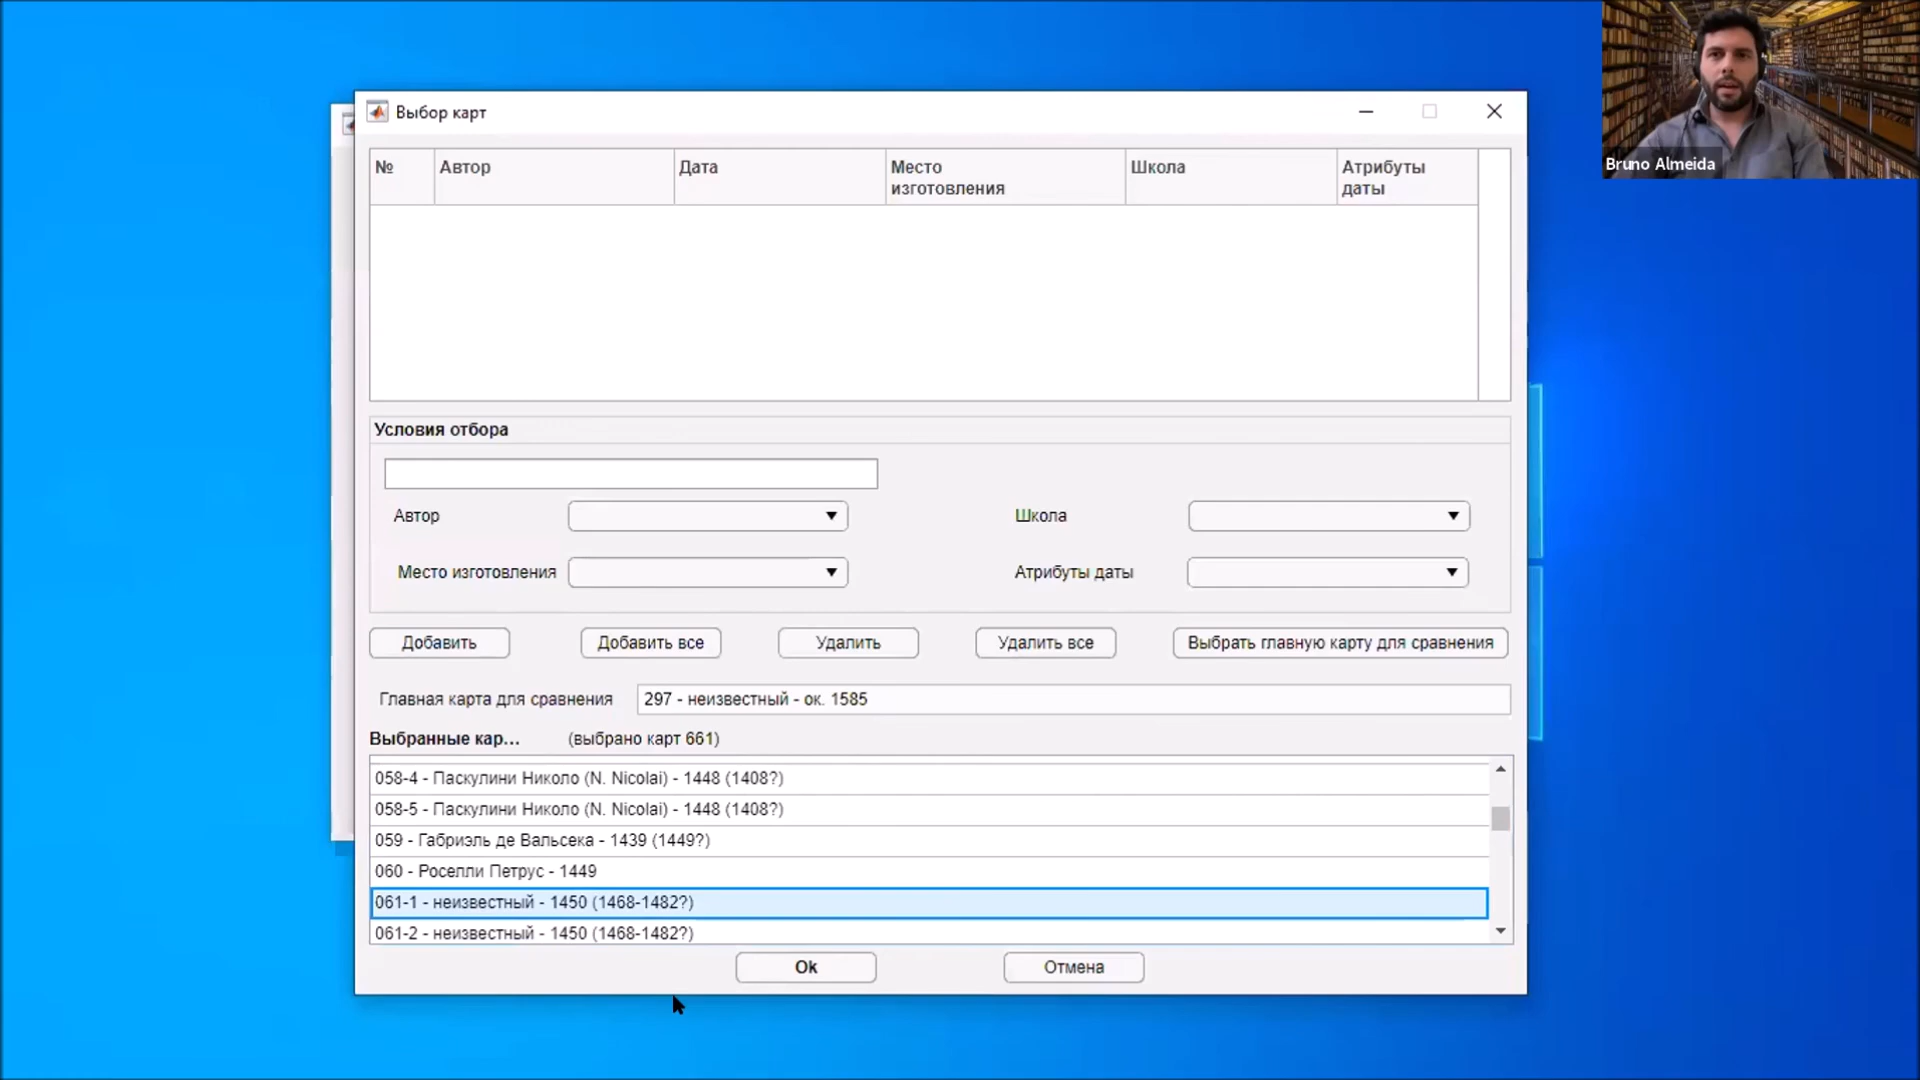 Выбор карт
№ Автор Дата Место изготовления Школа Атрибуты даты
Условия отбора
Автор Школа
Место изготовления Атрибуты даты
Добавить Добавить все Удалить Удалить все Выбрать главную карту для сравнения
Главная карта для сравнения 297 - неизвестный - ок. 1585
Выбранные кар... (выбрано карт 661)
058-4 - Паскулини Николо (N. Nicolai) - 1448 (1408?)
058-5 - Паскулини Николо (N. Nicolai) - 1448 (1408?)
059 - Габриэль де Вальсека - 1439 (1449?)
060 - Роселли Петрус - 1449
061-1 - неизвестный - 1450 (1468-1482?)
061-2 - неизвестный - 1450 (1468-1482?)
Ok Отмена
Bruno Almeida